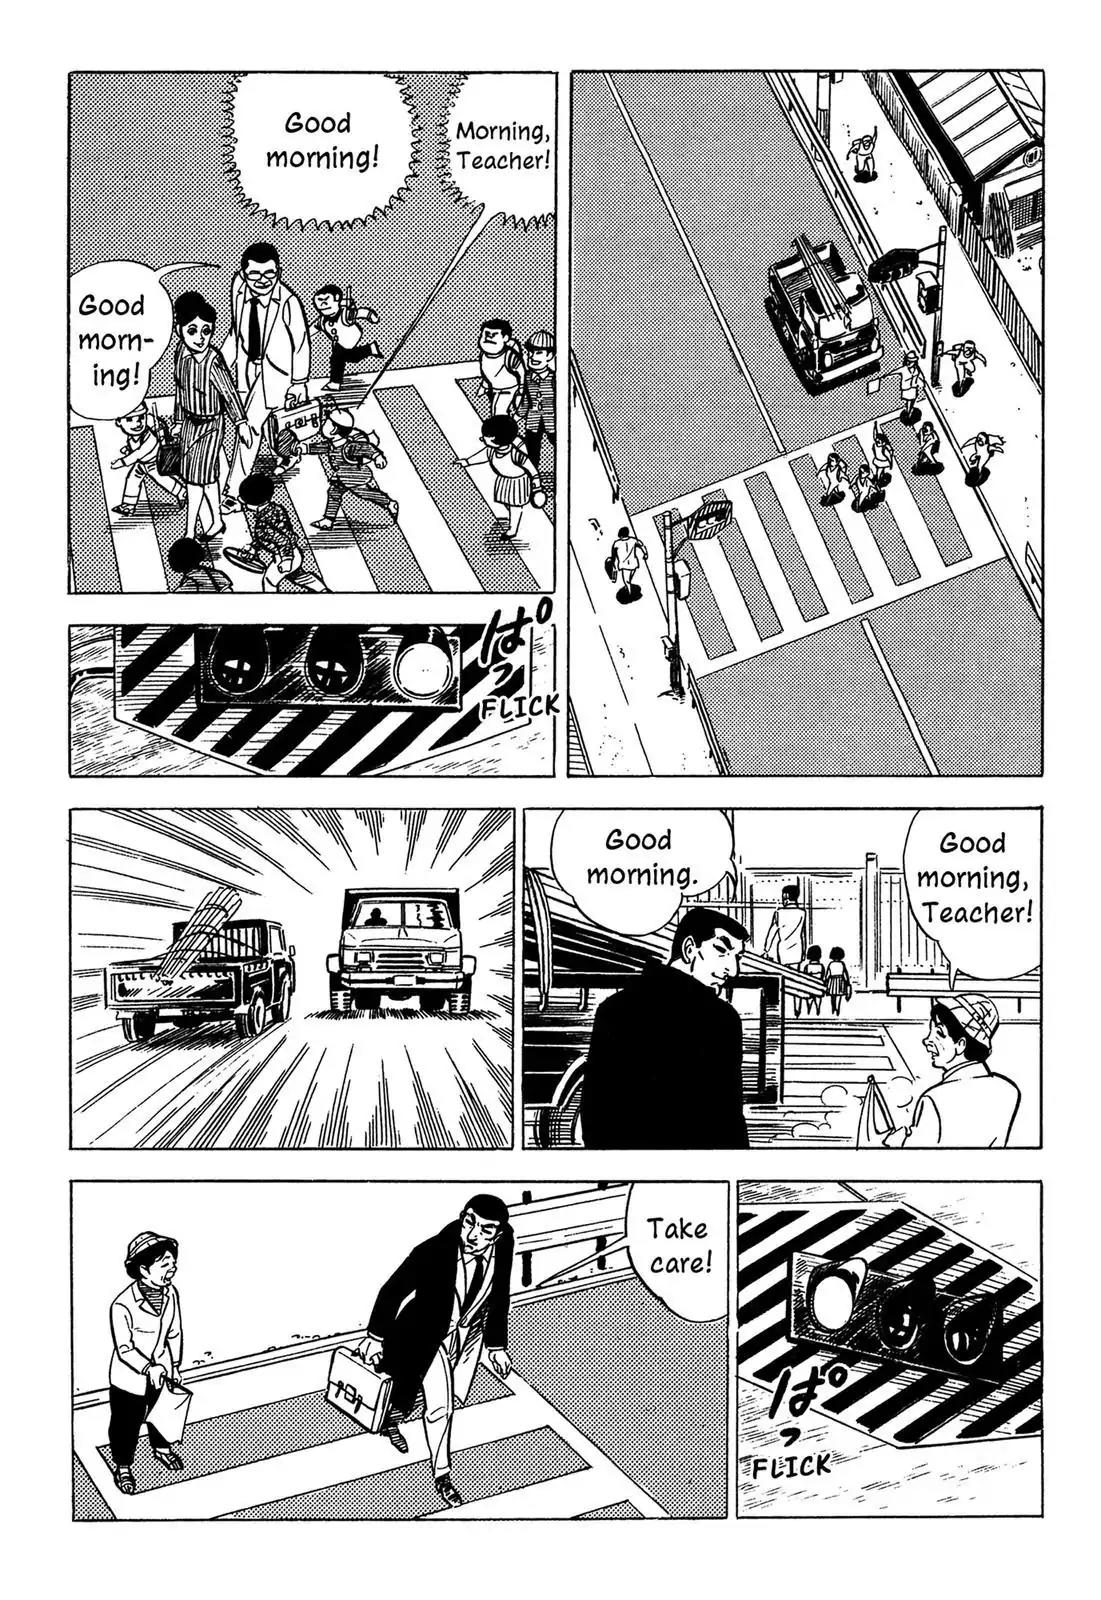 Morning,
Teacher!
Good
morning!
Good
morn-
ing!
ぱっ
FLICK
Good
morning,
Teacher!
Good
morning.
ぱっ
FLICK
Take
care!